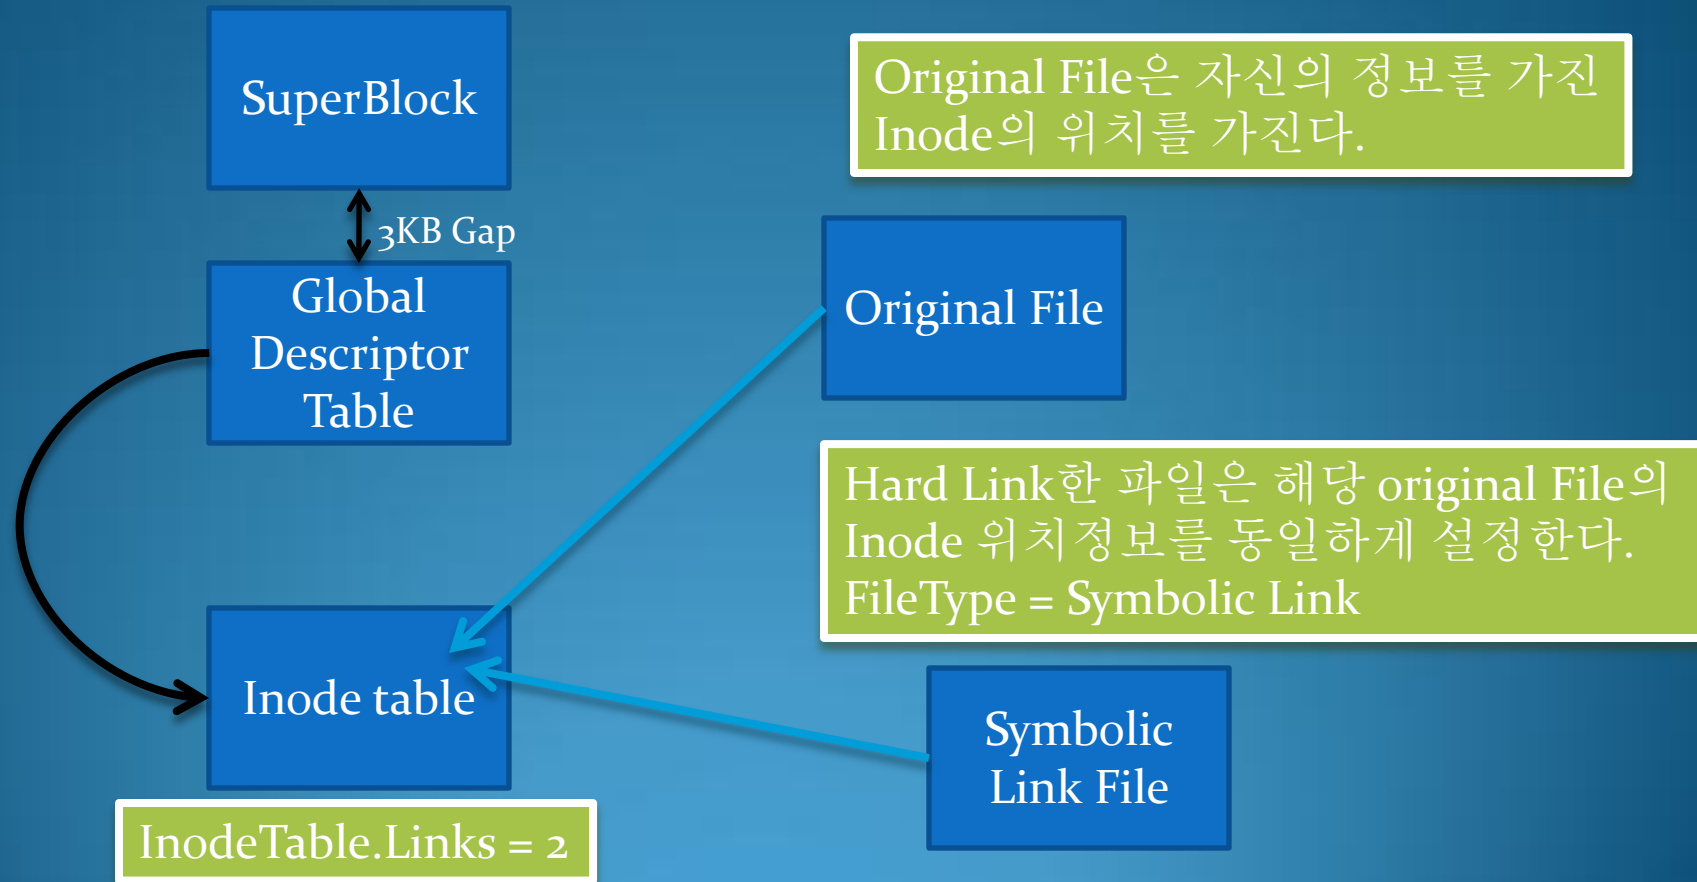 SuperBlock
3KB Gap
Global
Descriptor
Table
Inode table
InodeTable.Links = 2
Original File은 자신의 정보를 가진
Inode의 위치를 가진다.
Original File
Hard Link한 파일은 해당 original File의
Inode 위치정보를 동일하게 설정한다.
FileType = Symbolic Link
Symbolic
Link File